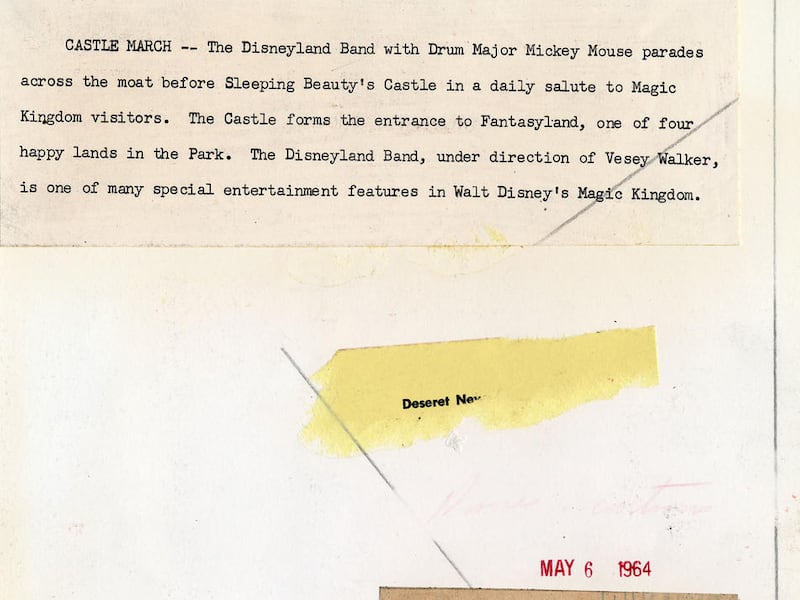 CASTLE MARCH -- The Disneyland Band with Drum Major Mickey Mouse parades
across the moat before Sleeping Beauty's Castle in a daily salute to Magic
Kingdom visitors. The Castle forms the entrance to Fantasyland, one of four
happy lands in the Park. The Disneyland Band, under direction of Vesey Walker,
is one of many special entertainment features in Walt Disney's Magic Kingdom.
Deseret
MAY 6 1964